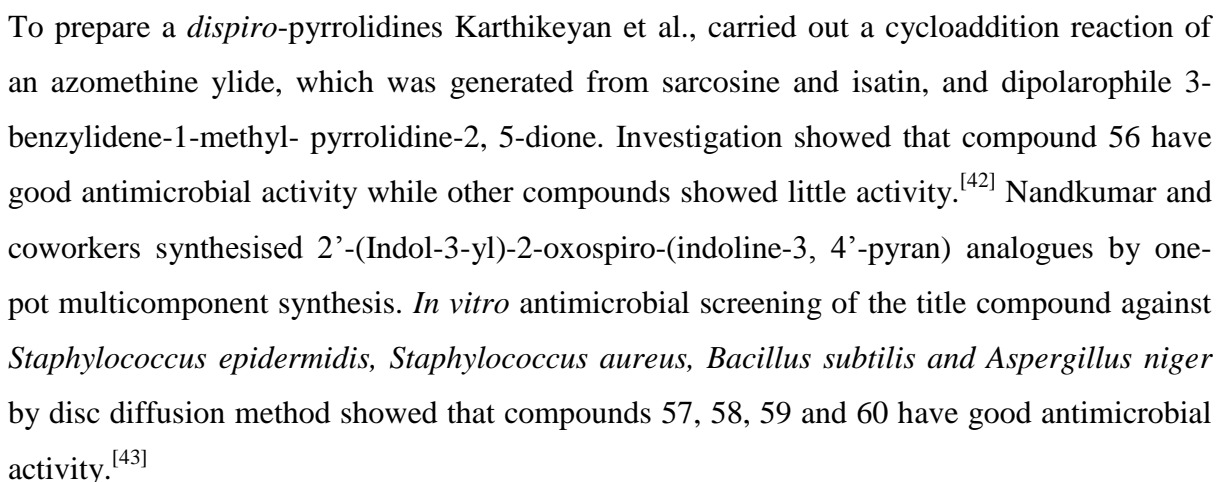 To prepare a dispiro-pyrrolidines Karthikeyan et al., carried out a cycloaddition reaction of
an azomethine ylide, which was generated from sarcosine and isatin, and dipolarophile 3-
benzylidene-1-methyl- pyrrolidine-2, 5-dione. Investigation showed that compound 56 have
good antimicrobial activity while other compounds showed little activity.[42] Nandkumar and
coworkers synthesised 2’-(Indol-3-yl)-2-oxospiro-(indoline-3, 4’-pyran) analogues by one-
pot multicomponent synthesis. In vitro antimicrobial screening of the title compound against
Staphylococcus epidermidis, Staphylococcus aureus, Bacillus subtilis and Aspergillus niger
by disc diffusion method showed that compounds 57, 58, 59 and 60 have good antimicrobial
activity.[43]